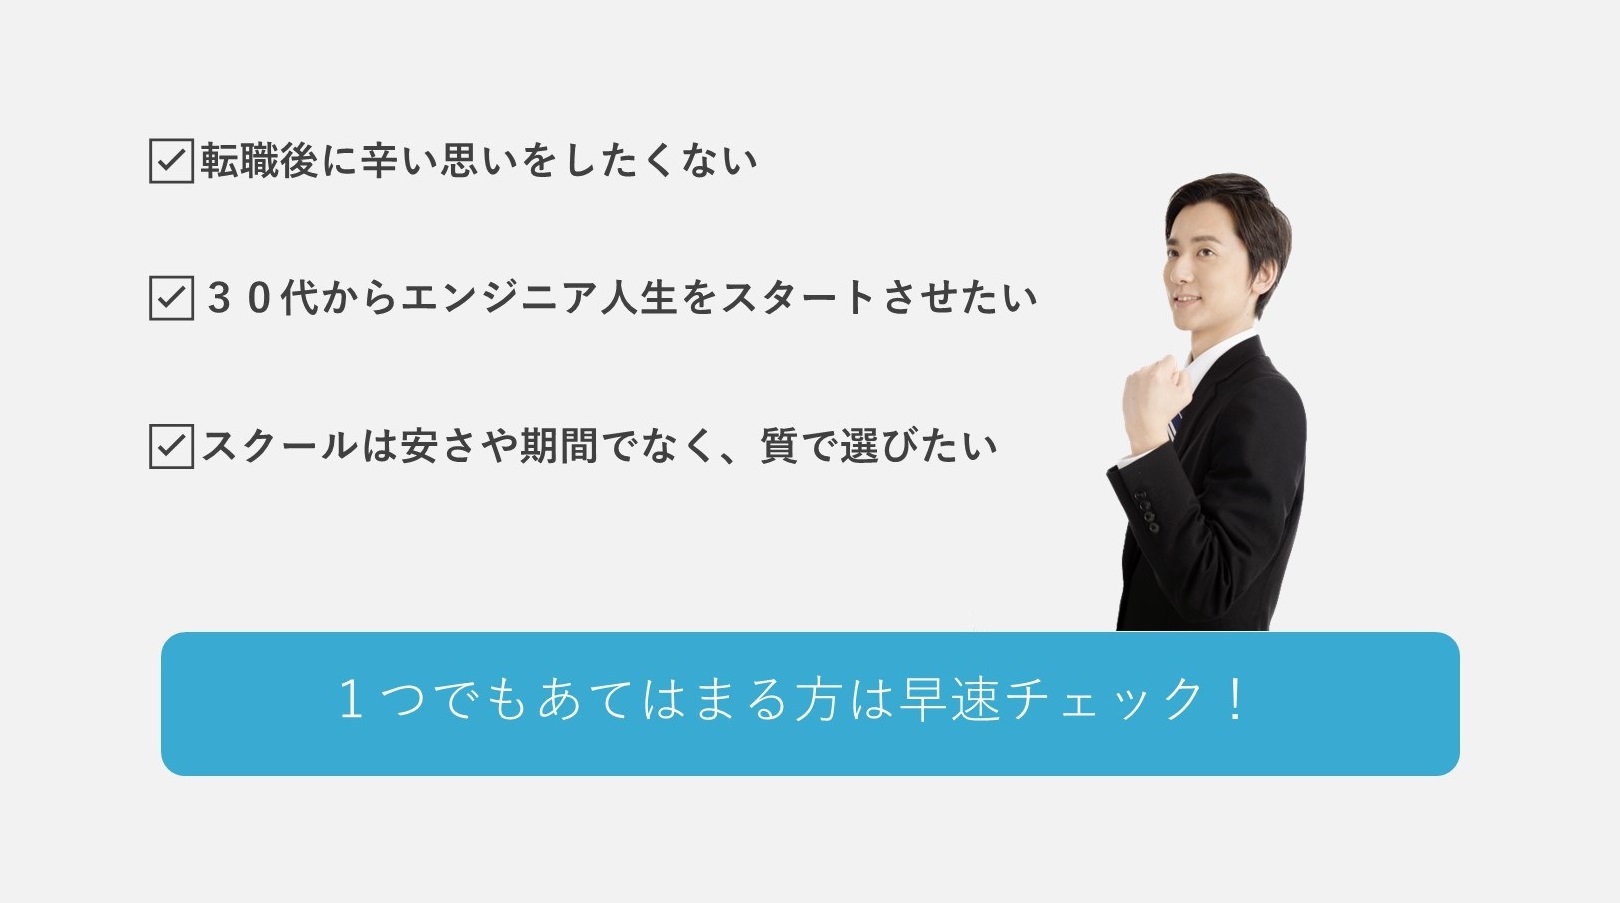 転職後に辛い思いをしたくない
３０代からエンジニア人生をスタートさせたい
スクールは安さや期間でなく、質で選びたい
１つでもあてはまる方は早速チェック！